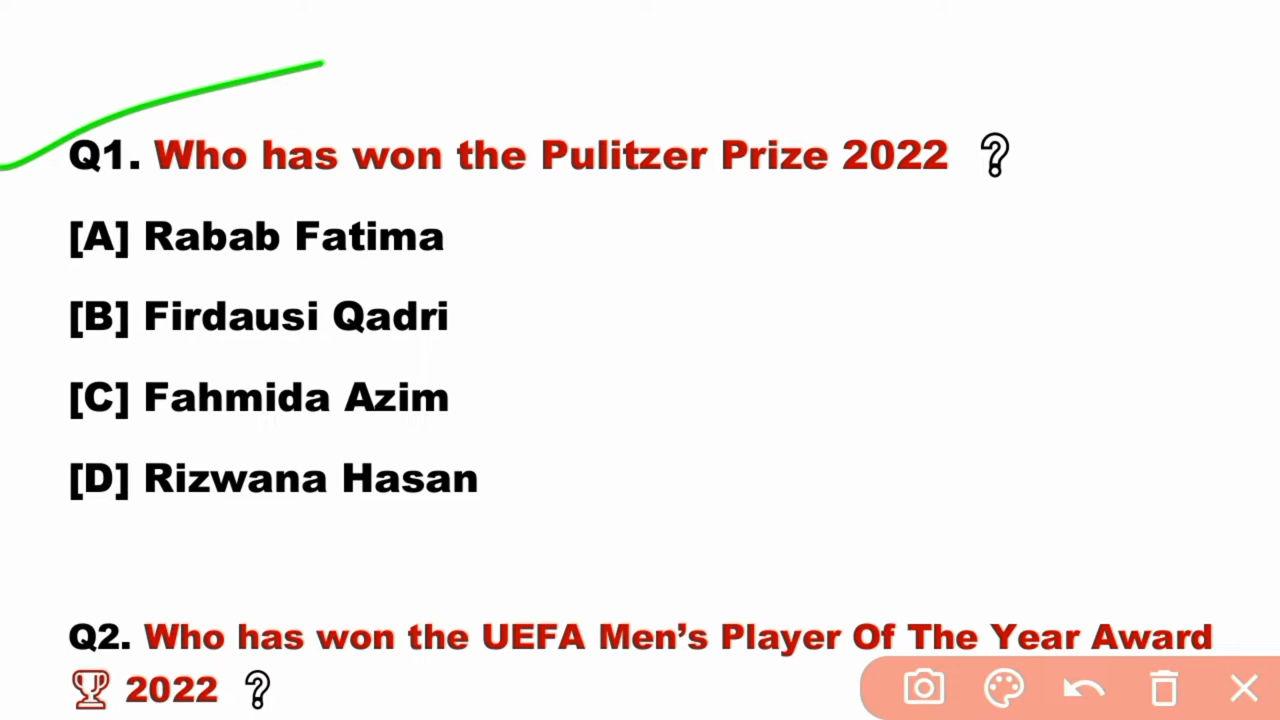 Q1. Who has won the Pulitzer Prize 2022 ?
[A] Rabab Fatima
[B] Firdausi Qadri
[C] Fahmida Azim
[D] Rizwana Hasan
Q2. Who has won the UEFA Men’s Player Of The Year Award
🏆 2022 ?